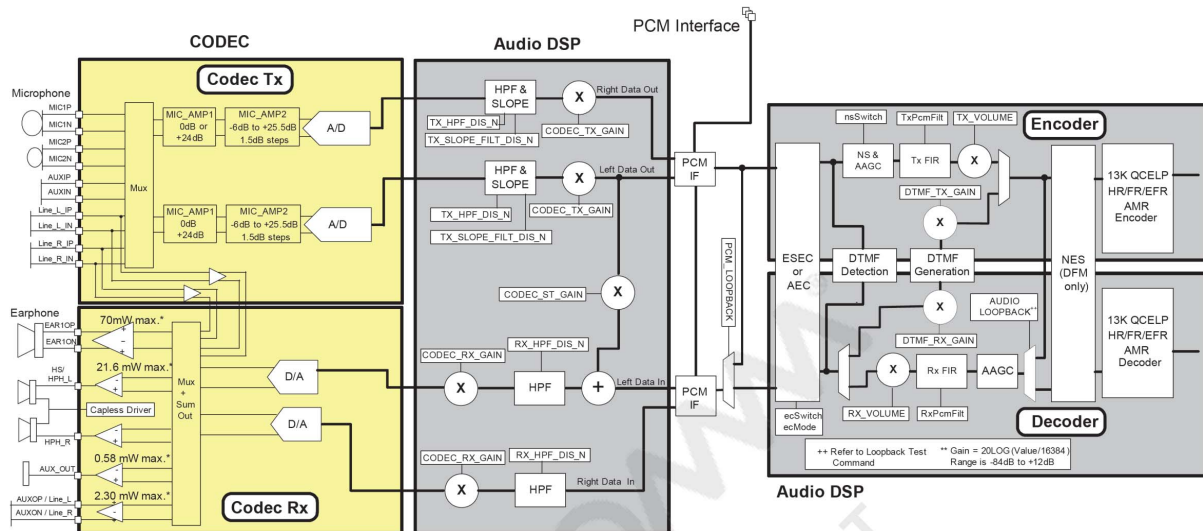 PCM Interface
CODEC
Audio DSP
Codec Tx
Microphone
MIC1P
MIC1N
MIC2P
MIC2N
AUXIP
AUXIN
Line_L_IP
Line_L_IN
Line_R_IP
Line_R_IN
Mux
MIC_AMP1
0dB or
+24dB
MIC_AMP2
-6dB to +25.5dB
1.5dB steps
A/D
MIC_AMP1
0dB
+24dB
MIC_AMP2
-6dB to +25.5dB
1.5dB steps
A/D
HPF &
SLOPE
X
Right Data Out
TX_HPF_DIS_N
CODEC_TX_GAIN
TX_SLOPE_FILT_DIS_N
HPF &
SLOPE
X
Left Data Out
TX_HPF_DIS_N
CODEC_TX_GAIN
TX_SLOPE_FILT_DIS_N
CODEC_ST_GAIN
X
PCM
IF
PCM_LOOPBACK
PCM
IF
Earphone
EAR1OP
EAR1ON
HS/
HPH_L
Capless Driver
HPH_R
AUX_OUT
AUXOP / Line_L
AUXON / Line_R
70mW max.*
21.6 mW max.*
0.58 mW max.*
2.30 mW max.*
Mux
+
Sum
Out
D/A
D/A
Codec Rx
CODEC_RX_GAIN
RX_HPF_DIS_N
X
HPF
+
Left Data In
CODEC_RX_GAIN
RX_HPF_DIS_N
X
HPF
Right Data In
nsSwitch
TxPcmFilt
TX_VOLUME
Encoder
NS &
AAGC
Tx FIR
X
DTMF_TX_GAIN
X
ESEC
or
AEC
DTMF
Detection
DTMF
Generation
NES
(DFM
only)
13K QCELP
HR/FR/EFR
AMR
Encoder
X
DTMF_RX_GAIN
AUDIO
LOOPBACK++
X
Rx FIR
AAGC
RX_VOLUME
RxPcmFilt
13K QCELP
HR/FR/EFR
AMR
Decoder
Decoder
ecSwitch
ecMode
++ Refer to Loopback Test
Command
** Gain = 20LOG (Value/16384)
Range is -84dB to +12dB
Audio DSP